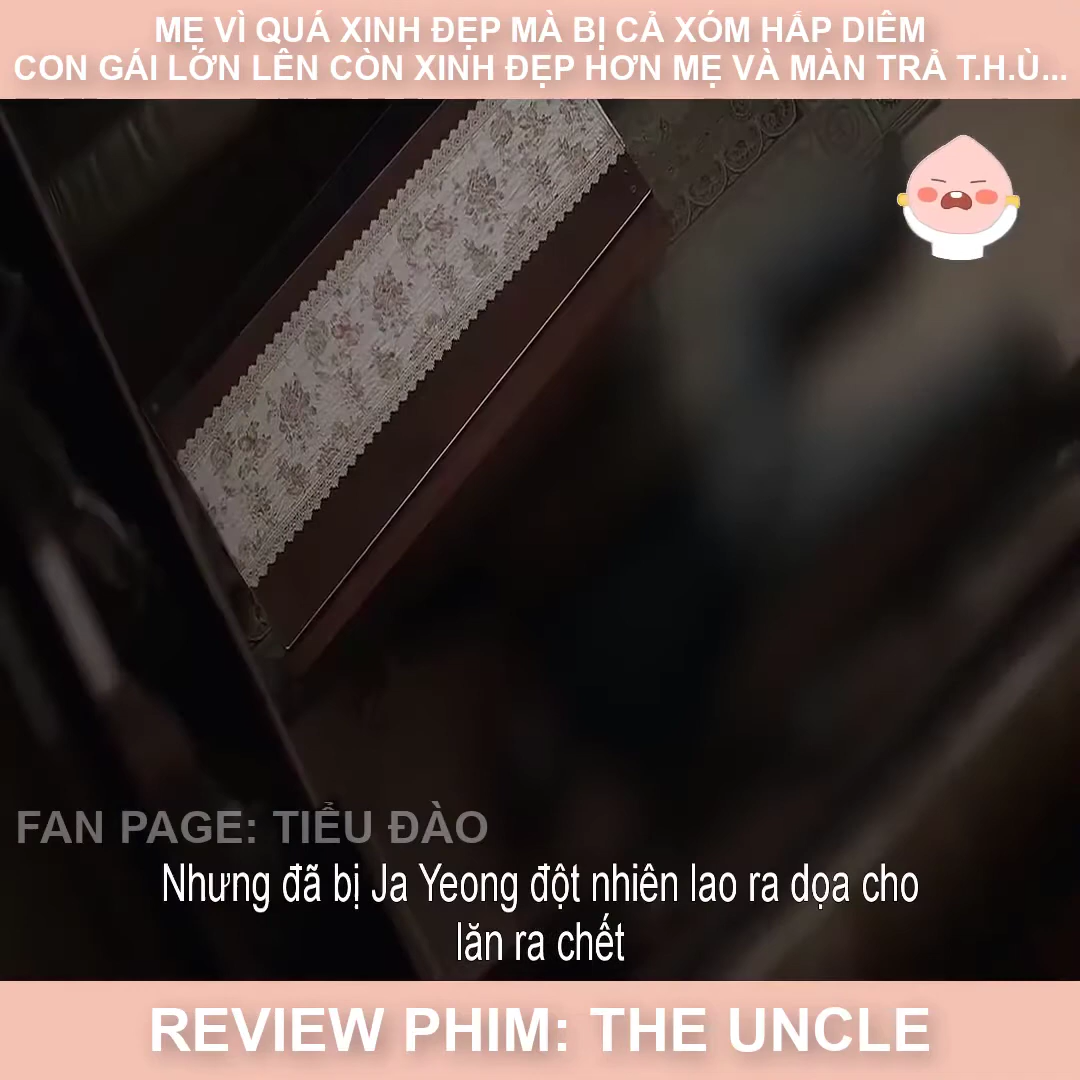 MẸ VÌ QUÁ XINH ĐẸP MÀ BỊ CẢ XÓM HẤP DIÊM
CON GÁI LỚN LÊN CÒN XINH ĐẸP HƠN MẸ VÀ MÀN TRẢ T.H.Ù...
FAN PAGE: TIỂU ĐÀO
Nhưng đã bị Ja Yeong đột nhiên lao ra dọa cho
lăn ra chết
REVIEW PHIM: THE UNCLE